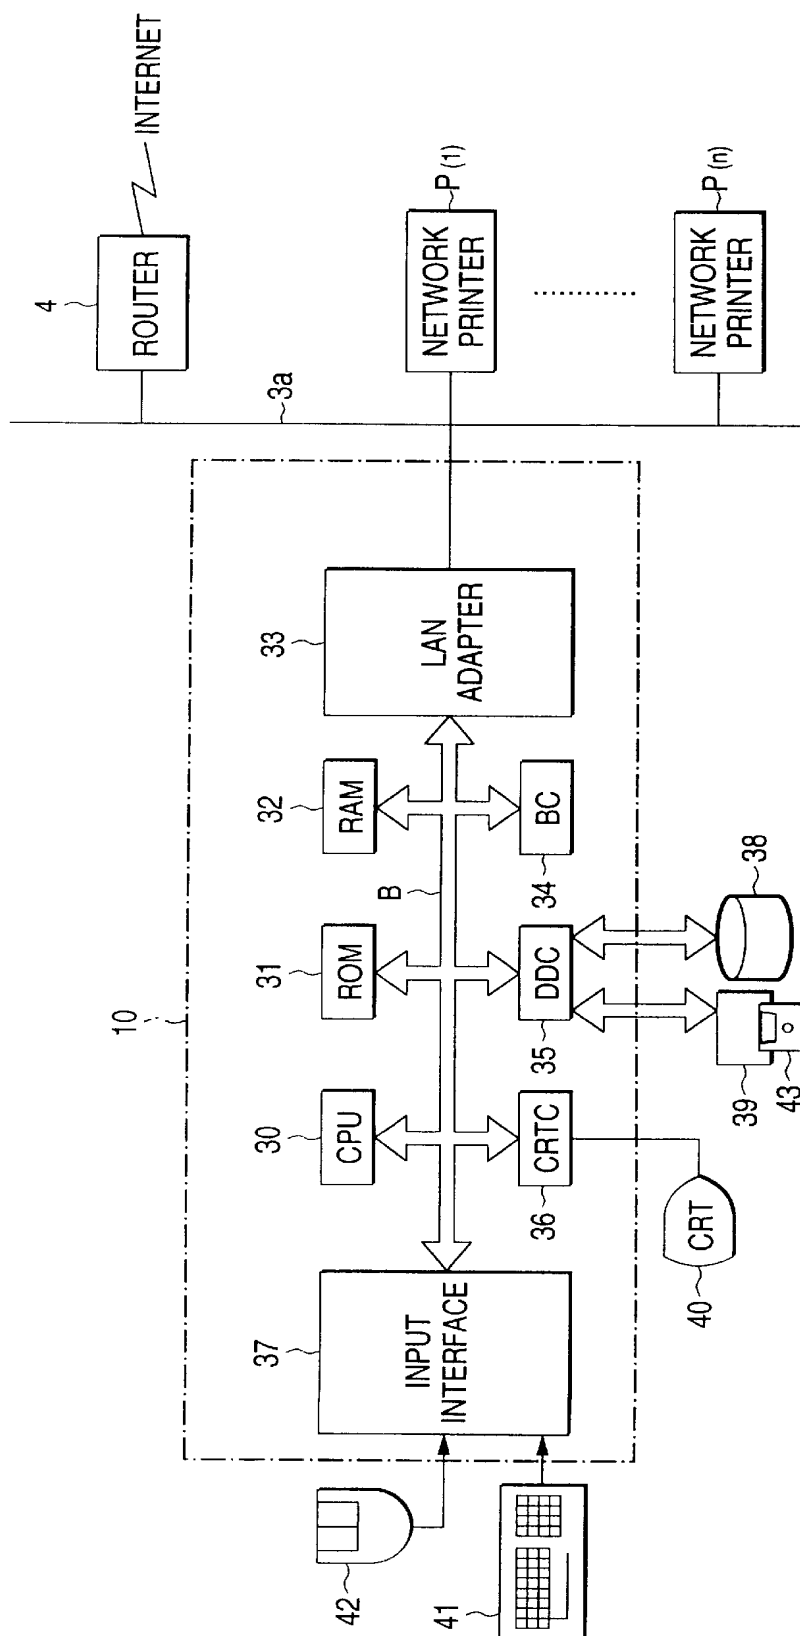 4
ROUTER
INTERNET
3a
NETWORK
PRINTER
P(1)
NETWORK
PRINTER
P(n)
10
37
INPUT
INTERFACE
30
CPU
31
ROM
32
RAM
33
LAN
ADAPTER
B
CRTC
36
DDC
35
BC
34
42
41
CRT
40
39
43
38